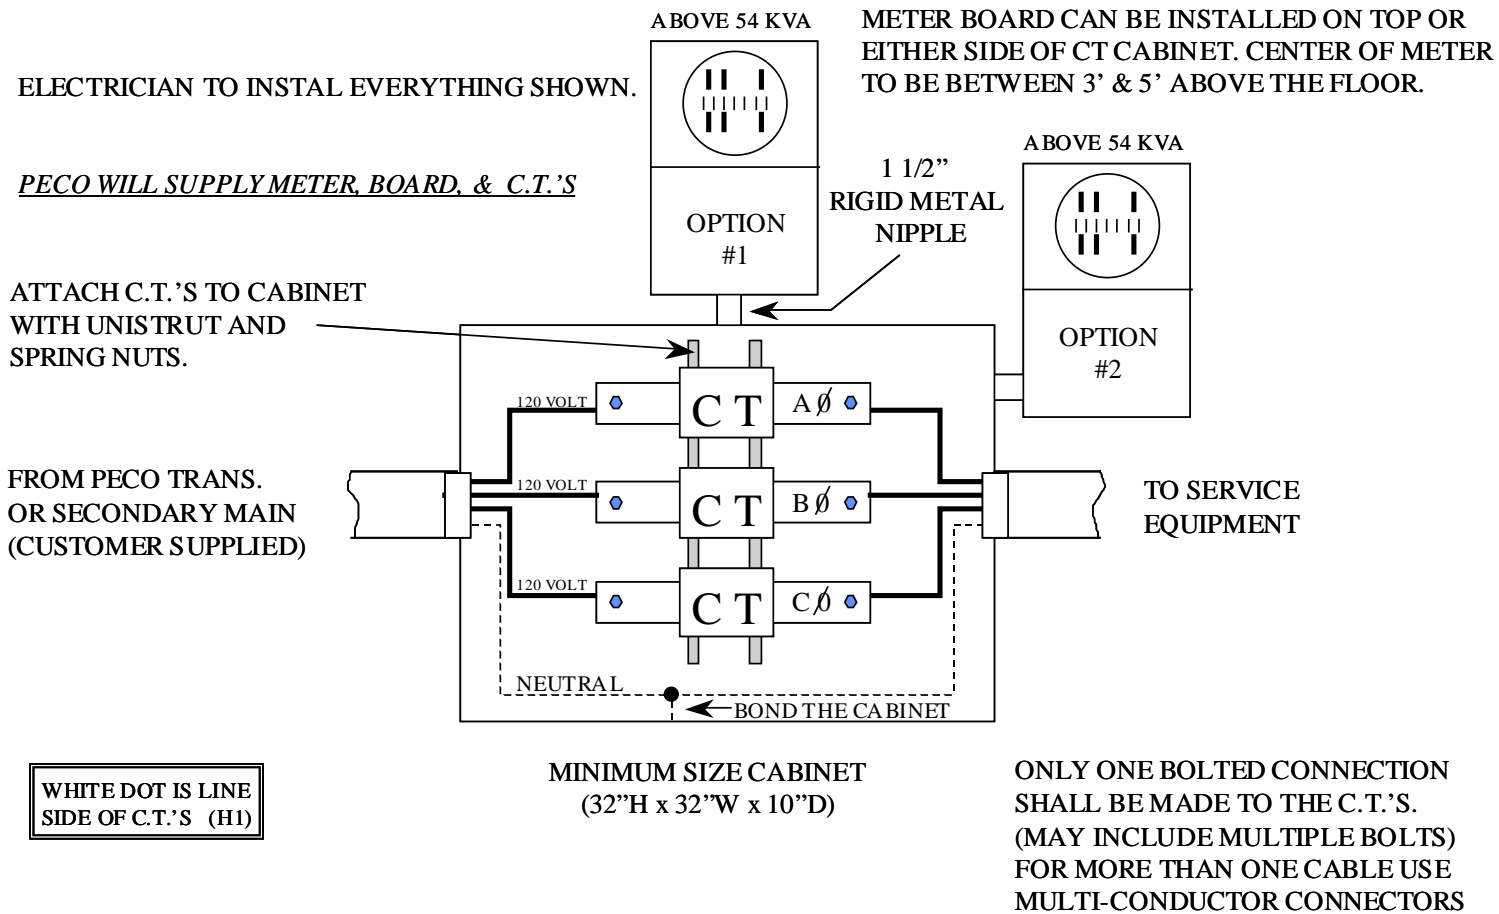 ABOVE 54 KVA
METER BOARD CAN BE INSTALLED ON TOP OR
EITHER SIDE OF CT CABINET. CENTER OF METER
TO BE BETWEEN 3’ & 5’ ABOVE THE FLOOR.
ELECTRICIAN TO INSTAL EVERYTHING SHOWN.
PECO WILL SUPPLY METER, BOARD, & C.T.’S
OPTION
#1
1 1/2”
RIGID METAL
NIPPLE
ABOVE 54 KVA
OPTION
#2
ATTACH C.T.’S TO CABINET
WITH UNISTRUT AND
SPRING NUTS.
120 VOLT
C T
A Ø
120 VOLT
C T
B Ø
120 VOLT
C T
C Ø
FROM PECO TRANS.
OR SECONDARY MAIN
(CUSTOMER SUPPLIED)
TO SERVICE
EQUIPMENT
NEUTRAL
BOND THE CABINET
WHITE DOT IS LINE
SIDE OF C.T.’S (H1)
MINIMUM SIZE CABINET
(32”H x 32”W x 10”D)
ONLY ONE BOLTED CONNECTION
SHALL BE MADE TO THE C.T.’S.
(MAY INCLUDE MULTIPLE BOLTS)
FOR MORE THAN ONE CABLE USE
MULTI-CONDUCTOR CONNECTORS